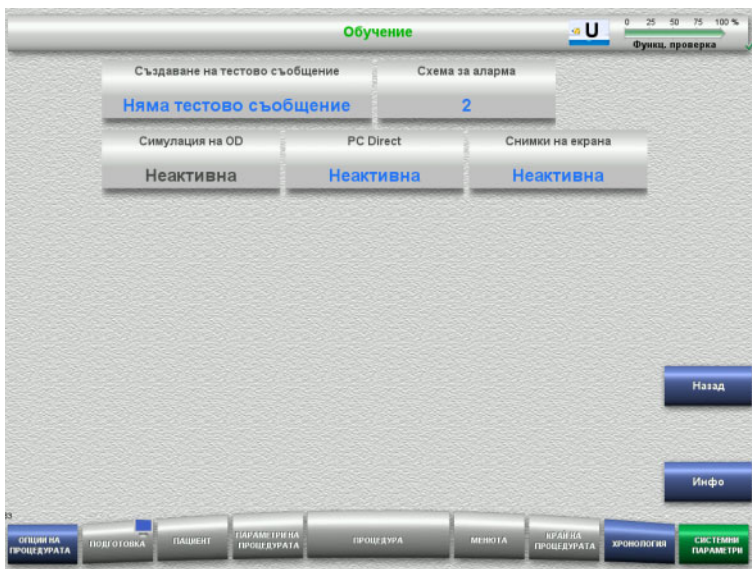 Обучение
U
0 25 50 75 100 %
Функц. проверка
Създаване на тестово съобщение
Схема за аларма
Няма тестово съобщение
2
Симулация на OD
PC Direct
Снимки на екрана
Неактивна
Неактивна
Неактивна
Назад
Инфо
ОПЦИИ НА ПРОЦЕДУРАТА
ПОДГОТОВКА
ПАЦИЕНТ
ПАРАМЕТРИ НА ПРОЦЕДУРАТА
ПРОЦЕДУРА
МЕНЮТА
КРАЙ НА ПРОЦЕДУРАТА
ХРОНОЛОГИЯ
СИСТЕМНИ ПАРАМЕТРИ